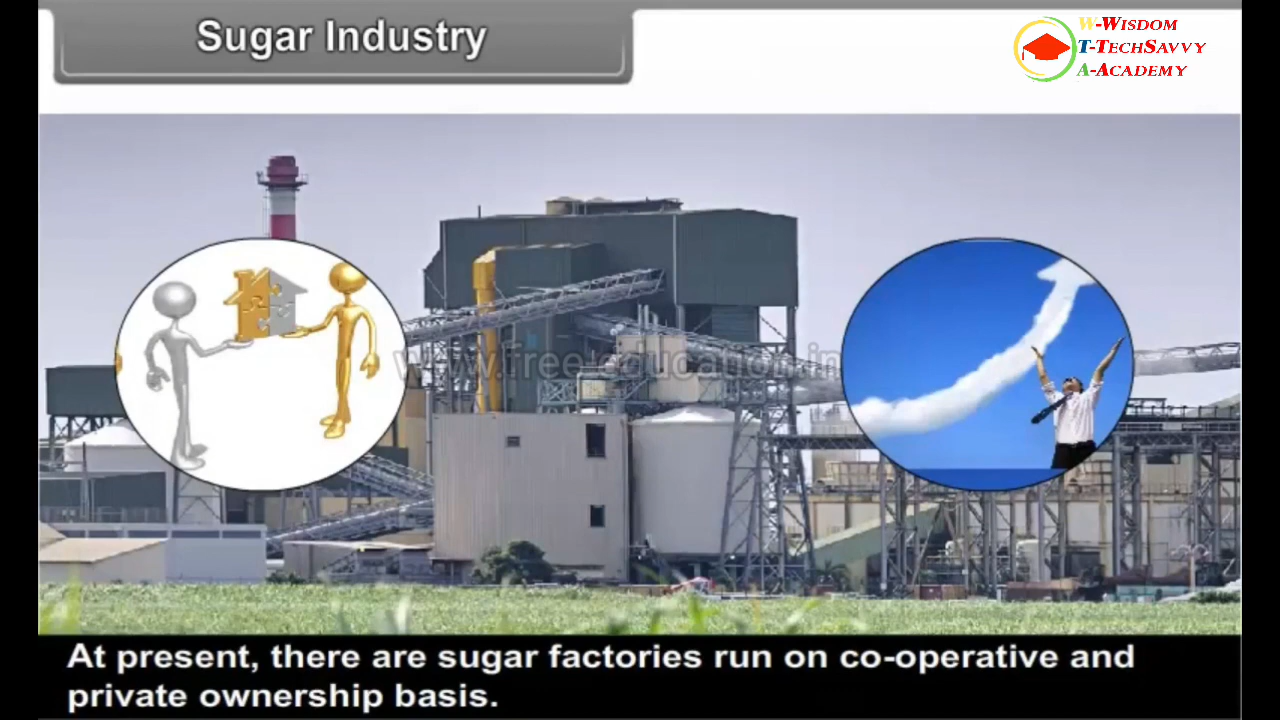 Sugar Industry
W-WISDOM
T-TECHSAVVY
A-ACADEMY
www.free-education.in
At present, there are sugar factories run on co-operative and
private ownership basis.